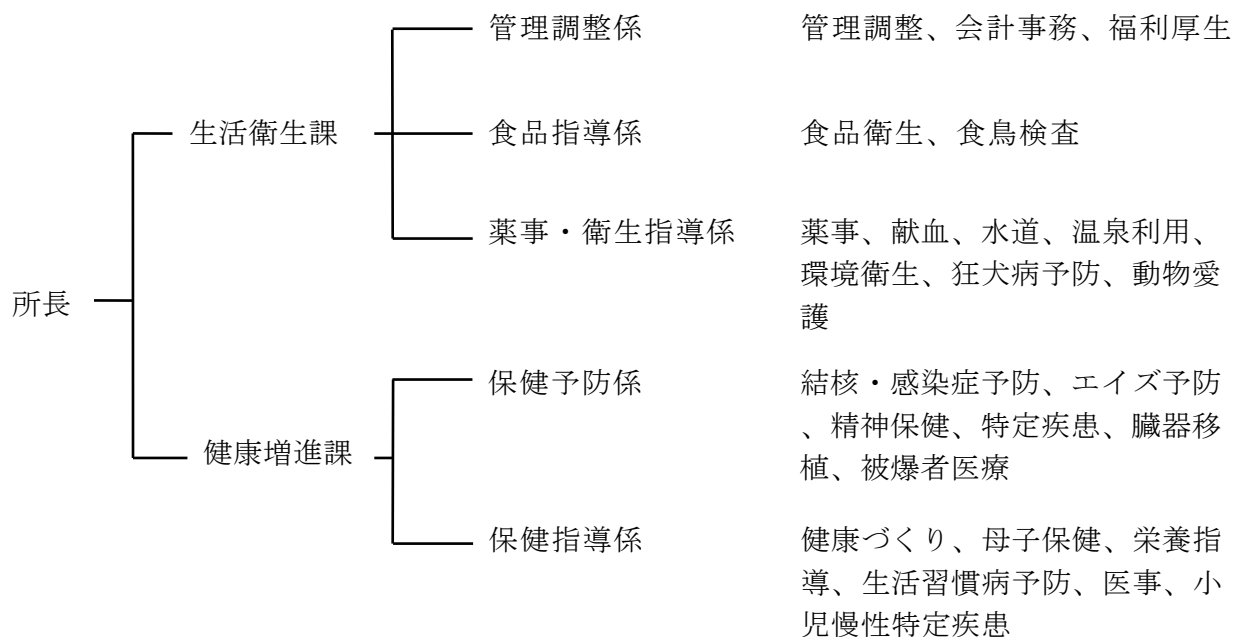 管理調整係 管理調整、会計事務、福利厚生
生活衛生課 食品指導係 食品衛生、食鳥検査
薬事・衛生指導係 薬事、献血、水道、温泉利用、
環境衛生、狂犬病予防、動物愛
所長
護
保健予防係 結核・感染症予防、エイズ予防
、精神保健、特定疾患、臓器移
健康増進課
植、被爆者医療
保健指導係 健康づくり、母子保健、栄養指
導、生活習慣病予防、医事、小
児慢性特定疾患